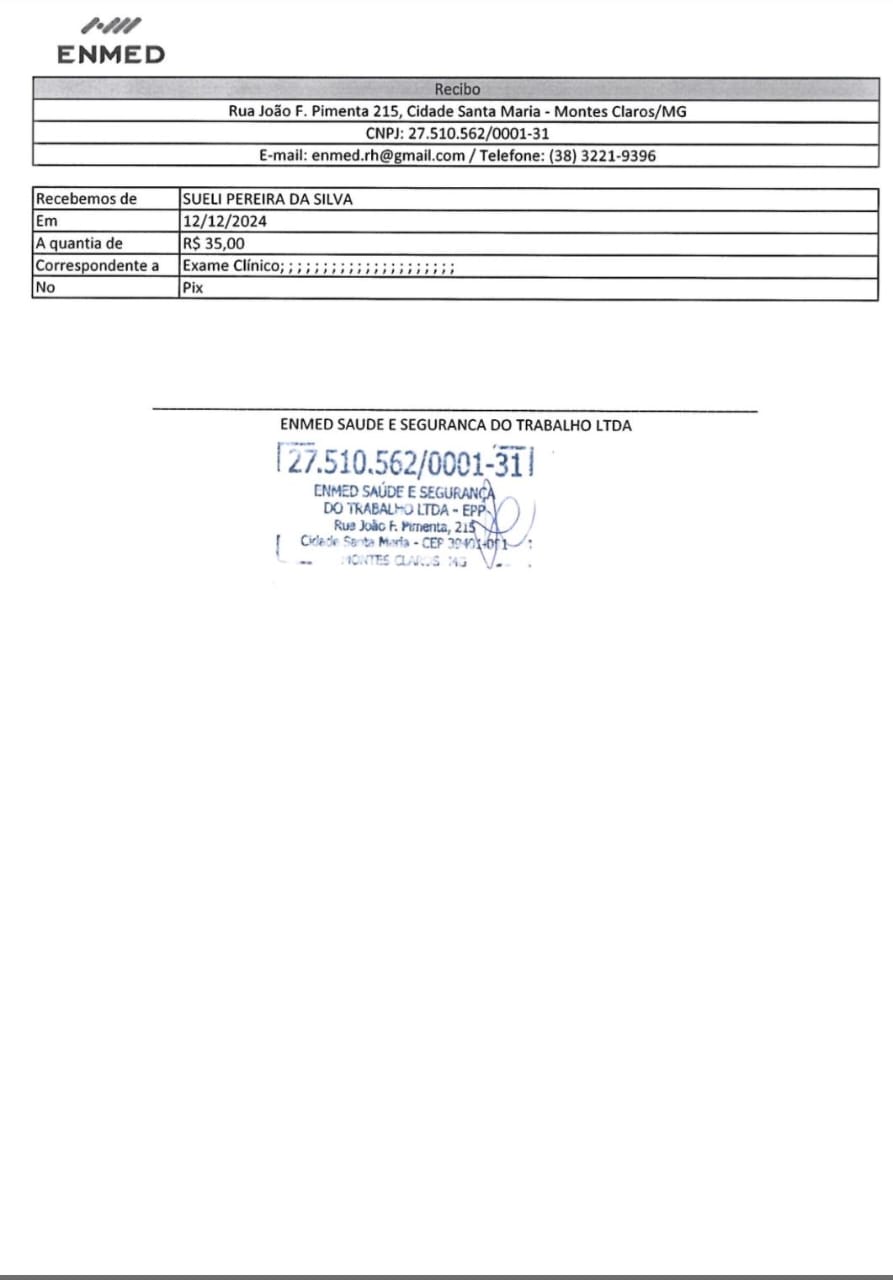 ENMED
Recibo
Rua João F. Pimenta 215, Cidade Santa Maria - Montes Claros/MG
CNPJ: 27.510.562/0001-31
E-mail: enmed.rh@gmail.com / Telefone: (38) 3221-9396
Recebemos de SUELI PEREIRA DA SILVA
Em 12/12/2024
A quantia de R$ 35,00
Correspondente a Exame Clínico; ; ; ; ; ; ; ; ; ; ; ; ; ; ; ; ; ; ; ; ;
No Pix
ENMED SAUDE E SEGURANCA DO TRABALHO LTDA
27.510.562/0001-31
ENMED SAÚDE E SEGURANÇA
DO TRABALHO LTDA - EPP
Rua João F. Pimenta, 215
Cidade Santa Maria - CEP
MONTES CLAROS MG